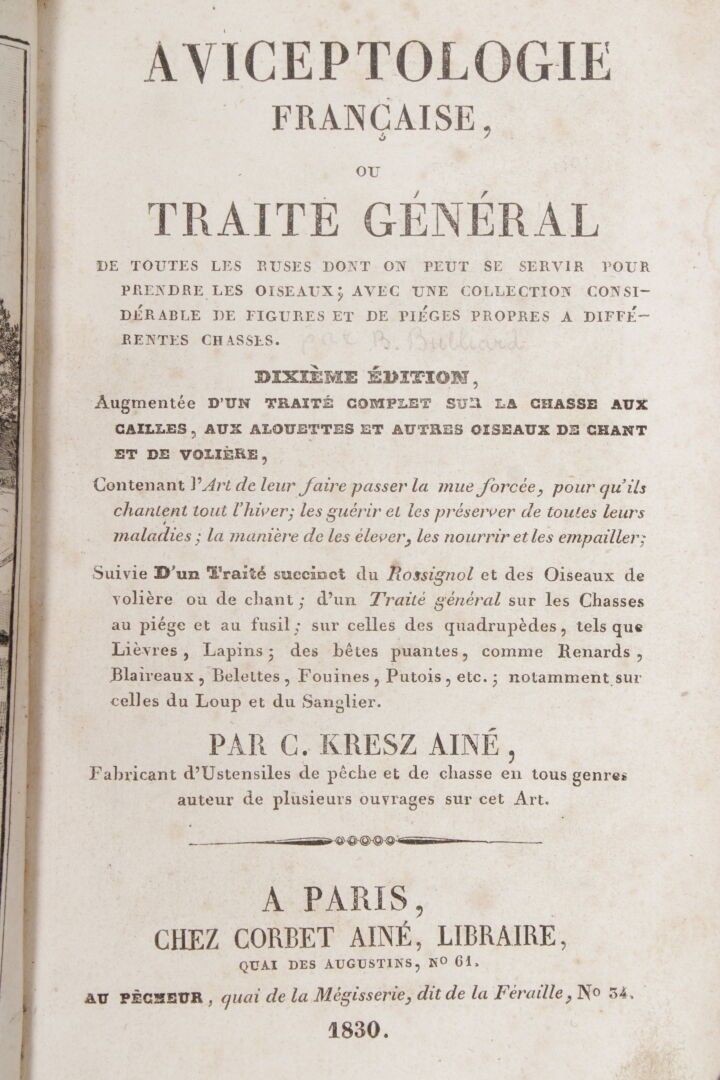 AVICEPTOLOGIE
FRANÇAISE,
OU
TRAITÉ GÉNÉRAL
DE TOUTES LES RUSES DONT ON PEUT SE SERVIR POUR
PRENDRE LES OISEAUX; AVEC UNE COLLECTION CONSI-
DÉRABLE DE FIGURES ET DE PIÉGES PROPRES A DIFFÉ-
RENTES CHASSES.
par B. Bulliard
DIXIÈME ÉDITION,
Augmentée D'UN TRAITÉ COMPLET SUR LA CHASSE AUX
CAILLES, AUX ALOUETTES ET AUTRES OISEAUX DE CHANT
ET DE VOLIÈRE,
Contenant l'Art de leur faire passer la mue forcée, pour qu'ils
chantent tout l'hiver; les guérir et les préserver de toutes leurs
maladies; la manière de les élever, les nourrir et les empailler;
Suivie D'un Traité succinct du Rossignol et des Oiseaux de
volière ou de chant; d'un Traité général sur les Chasses
au piége et au fusil; sur celles des quadrupèdes, tels que
Lièvres, Lapins; des bêtes puantes, comme Renards,
Blaireaux, Belettes, Fouines, Putois, etc.; notamment sur
celles du Loup et du Sanglier.
PAR C. KRESZ AINÉ,
Fabricant d'Ustensiles de pêche et de chasse en tous genres
auteur de plusieurs ouvrages sur cet Art.
A PARIS,
CHEZ CORBET AINÉ, LIBRAIRE,
QUAI DES AUGUSTINS, NO 61.
AU PÊCHEUR, quai de la Mégisserie, dit de la Féraille, No 34.
1830.